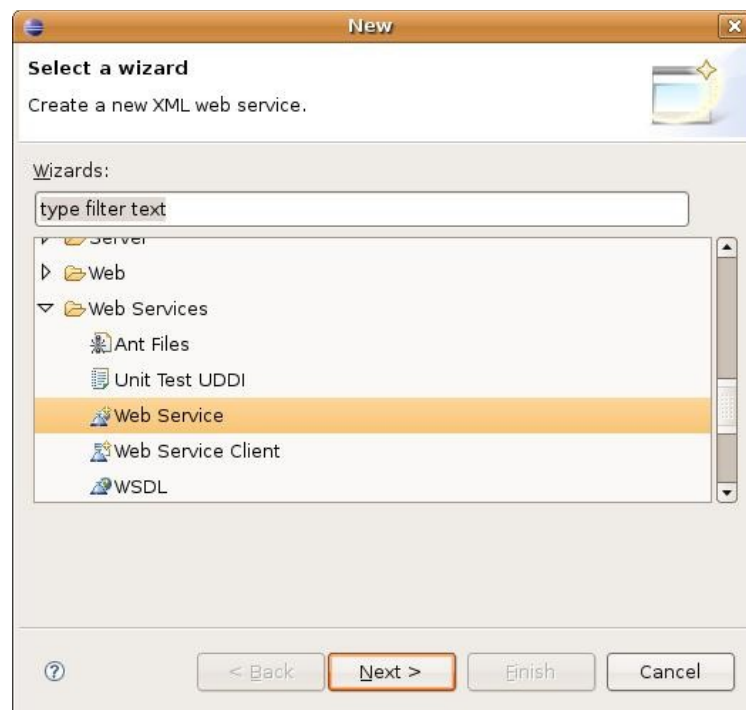 New
Select a wizard
Create a new XML web service.
Wizards:
type filter text
Server
Web
Web Services
Ant Files
Unit Test UDDI
Web Service
Web Service Client
WSDL
< Back
Next >
Finish
Cancel